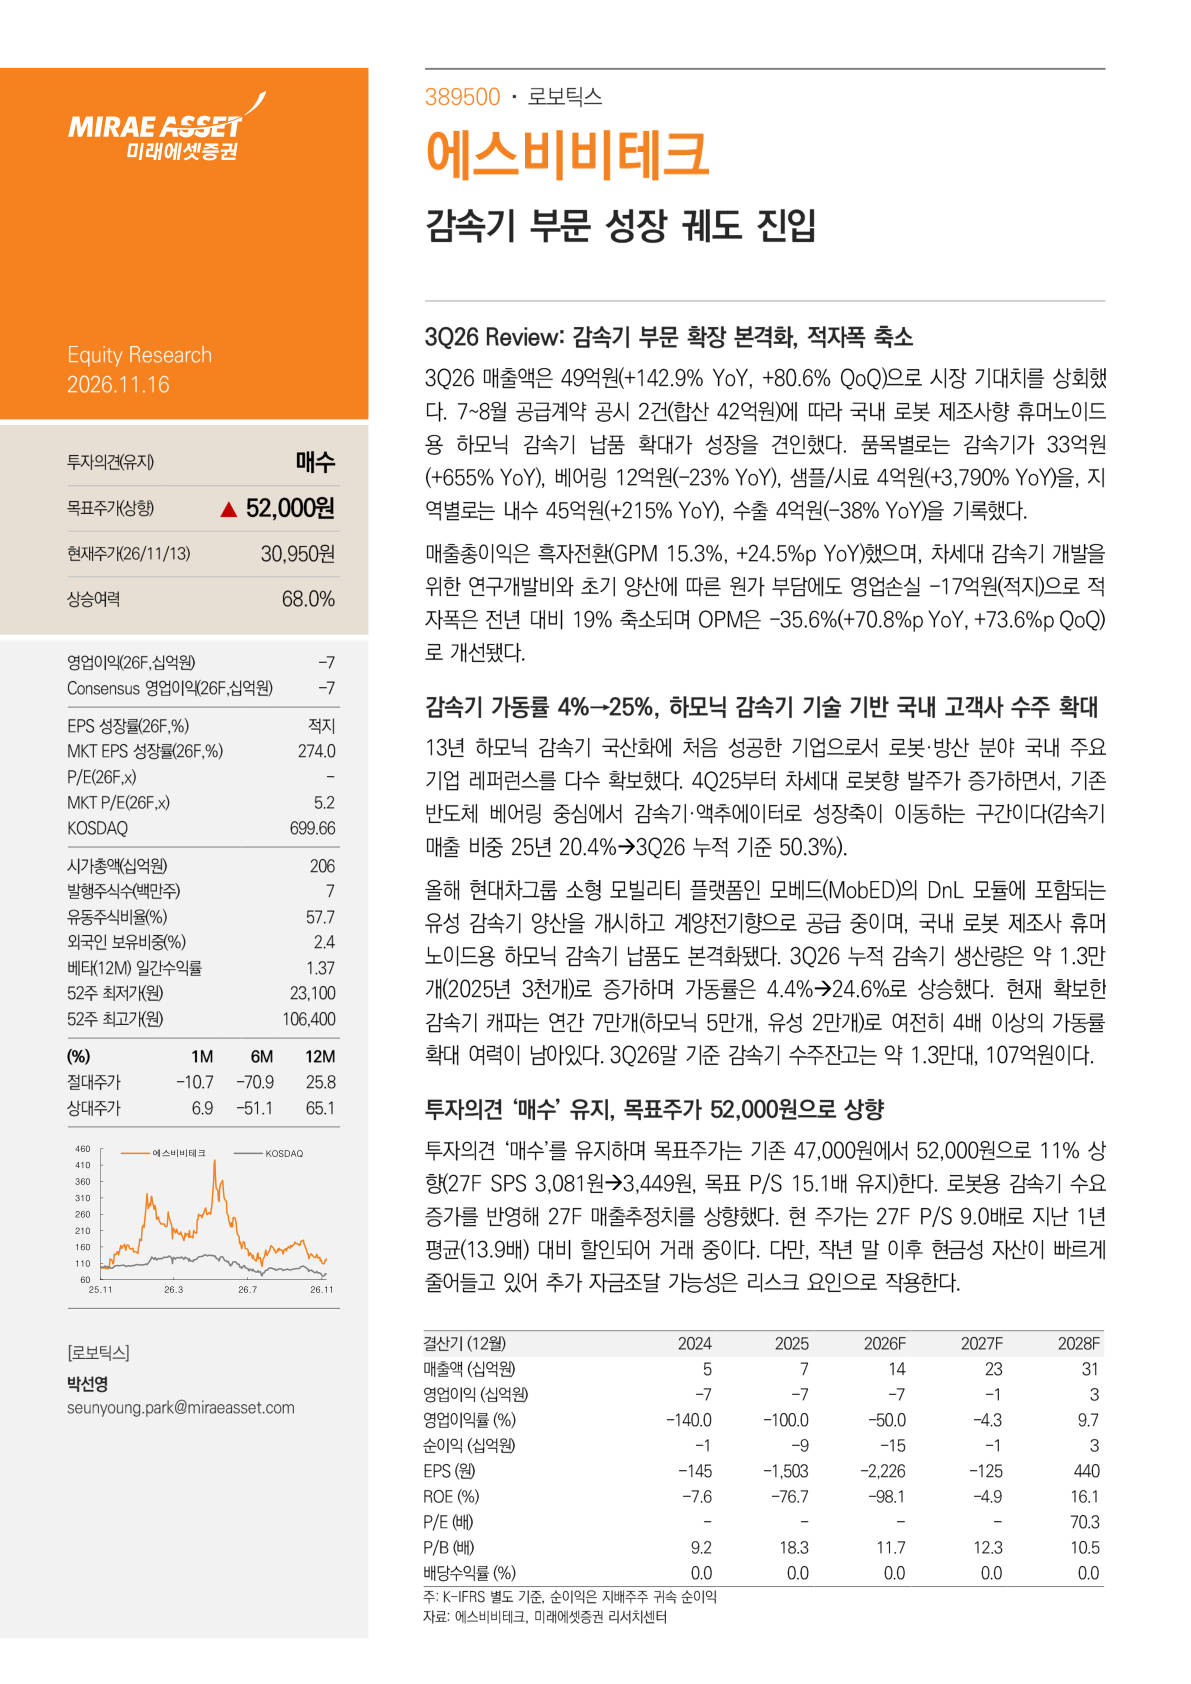 MIRAE ASSET
미래에셋증권
Equity Research
2026.11.16
389500 · 로보틱스
에스비비테크
감속기 부문 성장 궤도 진입
투자의견(유지) 매수
목표주가(상향) ▲ 52,000원
현재주가(26/11/13) 30,950원
상승여력 68.0%
영업이익(26F,십억원) -7
Consensus 영업이익(26F,십억원) -7
EPS 성장률(26F,%) 적지
MKT EPS 성장률(26F,%) 274.0
P/E(26F,x) -
MKT P/E(26F,x) 5.2
KOSDAQ 699.66
시가총액(십억원) 206
발행주식수(백만주) 7
유동주식비율(%) 57.7
외국인 보유비중(%) 2.4
베타(12M) 일간수익률 1.37
52주 최저가(원) 23,100
52주 최고가(원) 106,400
(%) 1M 6M 12M
절대주가 -10.7 -70.9 25.8
상대주가 6.9 -51.1 65.1
에스비비테크 KOSDAQ
460
410
360
310
260
210
160
110
60
25.11 26.3 26.7 26.11
[로보틱스]
박선영
seunyoung.park@miraeasset.com
3Q26 Review: 감속기 부문 확장 본격화, 적자폭 축소
3Q26 매출액은 49억원(+142.9% YoY, +80.6% QoQ)으로 시장 기대치를 상회했
다. 7~8월 공급계약 공시 2건(합산 42억원)에 따라 국내 로봇 제조사향 휴머노이드
용 하모닉 감속기 납품 확대가 성장을 견인했다. 품목별로는 감속기가 33억원
(+655% YoY), 베어링 12억원(-23% YoY), 샘플/시료 4억원(+3,790% YoY)을, 지
역별로는 내수 45억원(+215% YoY), 수출 4억원(-38% YoY)을 기록했다.
매출총이익은 흑자전환(GPM 15.3%, +24.5%p YoY)했으며, 차세대 감속기 개발을
위한 연구개발비와 초기 양산에 따른 원가 부담에도 영업손실 -17억원(적지)으로 적
자폭은 전년 대비 19% 축소되며 OPM은 -35.6%(+70.8%p YoY, +73.6%p QoQ)
로 개선됐다.
감속기 가동률 4%→25%, 하모닉 감속기 기술 기반 국내 고객사 수주 확대
13년 하모닉 감속기 국산화에 처음 성공한 기업으로서 로봇·방산 분야 국내 주요
기업 레퍼런스를 다수 확보했다. 4Q25부터 차세대 로봇향 발주가 증가하면서, 기존
반도체 베어링 중심에서 감속기·액추에이터로 성장축이 이동하는 구간이다(감속기
매출 비중 25년 20.4%→3Q26 누적 기준 50.3%).
올해 현대차그룹 소형 모빌리티 플랫폼인 모베드(MobED)의 DnL 모듈에 포함되는
유성 감속기 양산을 개시하고 계양전기향으로 공급 중이며, 국내 로봇 제조사 휴머
노이드용 하모닉 감속기 납품도 본격화됐다. 3Q26 누적 감속기 생산량은 약 1.3만
개(2025년 3천개)로 증가하며 가동률은 4.4%→24.6%로 상승했다. 현재 확보한
감속기 캐파는 연간 7만개(하모닉 5만개, 유성 2만개)로 여전히 4배 이상의 가동률
확대 여력이 남아있다. 3Q26말 기준 감속기 수주잔고는 약 1.3만대, 107억원이다.
투자의견 ‘매수’ 유지, 목표주가 52,000원으로 상향
투자의견 ‘매수’를 유지하며 목표주가는 기존 47,000원에서 52,000원으로 11% 상
향(27F SPS 3,081원→3,449원, 목표 P/S 15.1배 유지)한다. 로봇용 감속기 수요
증가를 반영해 27F 매출추정치를 상향했다. 현 주가는 27F P/S 9.0배로 지난 1년
평균(13.9배) 대비 할인되어 거래 중이다. 다만, 작년 말 이후 현금성 자산이 빠르게
줄어들고 있어 추가 자금조달 가능성은 리스크 요인으로 작용한다.
결산기 (12월) 2024 2025 2026F 2027F 2028F
매출액 (십억원) 5 7 14 23 31
영업이익 (십억원) -7 -7 -7 -1 3
영업이익률 (%) -140.0 -100.0 -50.0 -4.3 9.7
순이익 (십억원) -1 -9 -15 -1 3
EPS (원) -145 -1,503 -2,226 -125 440
ROE (%) -7.6 -76.7 -98.1 -4.9 16.1
P/E (배) - - - - 70.3
P/B (배) 9.2 18.3 11.7 12.3 10.5
배당수익률 (%) 0.0 0.0 0.0 0.0 0.0
주: K-IFRS 별도 기준, 순이익은 지배주주 귀속 순이익
자료: 에스비비테크, 미래에셋증권 리서치센터